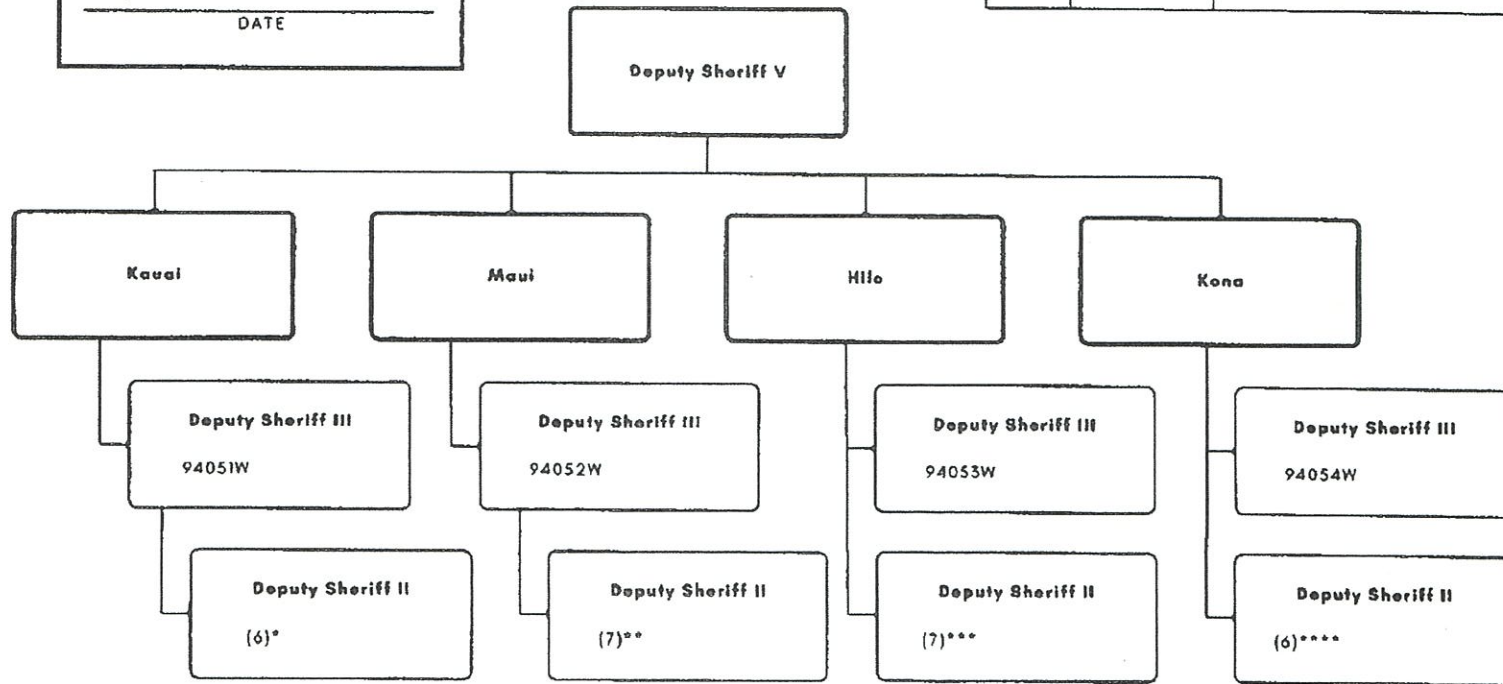 DATE
Deputy Sheriff V
Kauai
Maui
Hilo
Kona
Deputy Sheriff III
94051W
Deputy Sheriff III
94052W
Deputy Sheriff III
94053W
Deputy Sheriff III
94054W
Deputy Sheriff II
(6)*
Deputy Sheriff II
(7)**
Deputy Sheriff II
(7)***
Deputy Sheriff II
(6)****